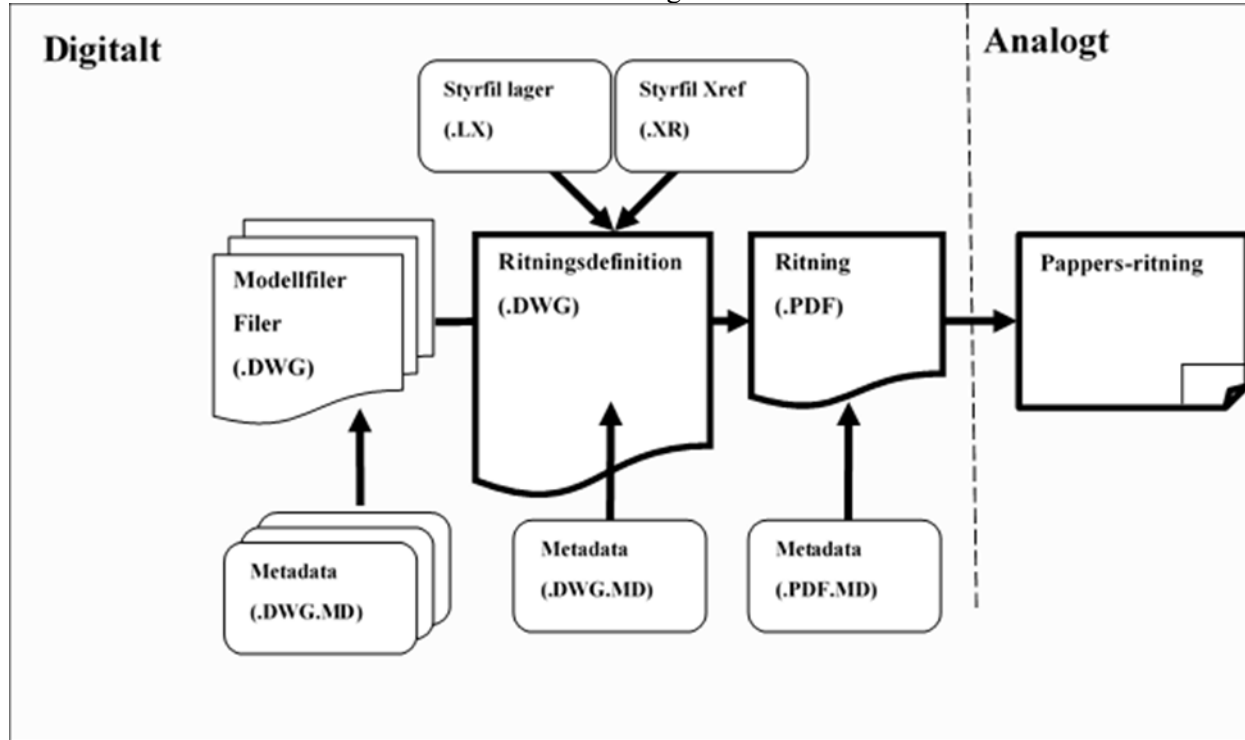 Digitalt
Analogt
Styrfil lager
(.LX)
Styrfil Xref
(.XR)
Modellfiler
Filer
(.DWG)
Ritningsdefinition
(.DWG)
Ritning
(.PDF)
Pappers-ritning
Metadata
(.DWG.MD)
Metadata
(.DWG.MD)
Metadata
(.PDF.MD)